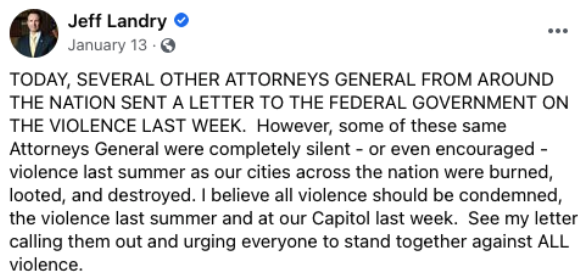 Jeff Landry
January 13 ·
TODAY, SEVERAL OTHER ATTORNEYS GENERAL FROM AROUND
THE NATION SENT A LETTER TO THE FEDERAL GOVERNMENT ON
THE VIOLENCE LAST WEEK.  However, some of these same
Attorneys General were completely silent - or even encouraged -
violence last summer as our cities across the nation were burned,
looted, and destroyed. I believe all violence should be condemned,
the violence last summer and at our Capitol last week.  See my letter
calling them out and urging everyone to stand together against ALL
violence.